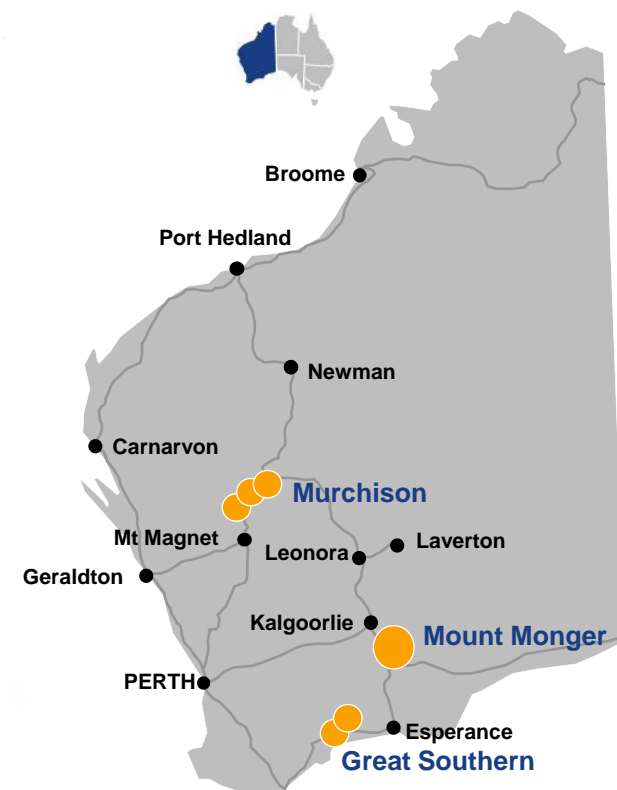 Broome
Port Hedland
Newman
Carnarvon
Murchison
Mt Magnet
Leonora
Laverton
Geraldton
Kalgoorlie
Mount Monger
PERTH
Esperance
Great Southern